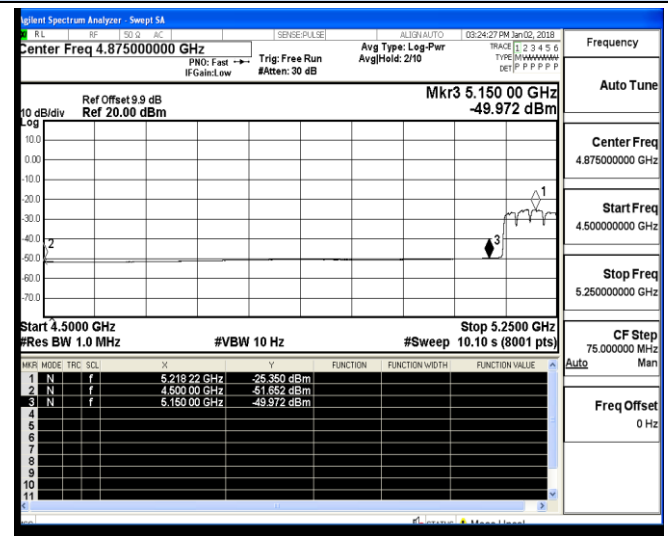 Agilent Spectrum Analyzer - Swept SA
RL RF 50 Ω AC SENSE:PULSE ALIGN AUTO 03:24:27 PM Jan 02, 2018
Center Freq 4.875000000 GHz
PNO: Fast
IFGain:Low
Trig: Free Run
#Atten: 30 dB
Avg Type: Log-Pwr
Avg|Hold: 2/10
TRACE 1 2 3 4 5 6
TYPE M W W W W W
DET P P P P P P
Mkr3 5.150 00 GHz
-49.972 dBm
Ref Offset 9.9 dB
10 dB/div Ref 20.00 dBm
Log
10.0
0.00
-10.0
-20.0
-30.0
-40.0
-50.0
-60.0
-70.0
1
2
3
Start 4.5000 GHz Stop 5.2500 GHz
#Res BW 1.0 MHz #VBW 10 Hz #Sweep 10.10 s (8001 pts)
MKR MODE TRC SCL X Y FUNCTION FUNCTION WIDTH FUNCTION VALUE
1 N f 5.218 22 GHz -25.350 dBm
2 N f 4.500 00 GHz -51.652 dBm
3 N f 5.150 00 GHz -49.972 dBm
4
5
6
7
8
9
10
11
STATUS
Frequency
Auto Tune
Center Freq
4.875000000 GHz
Start Freq
4.500000000 GHz
Stop Freq
5.250000000 GHz
CF Step
75.000000 MHz
Auto Man
Freq Offset
0 Hz